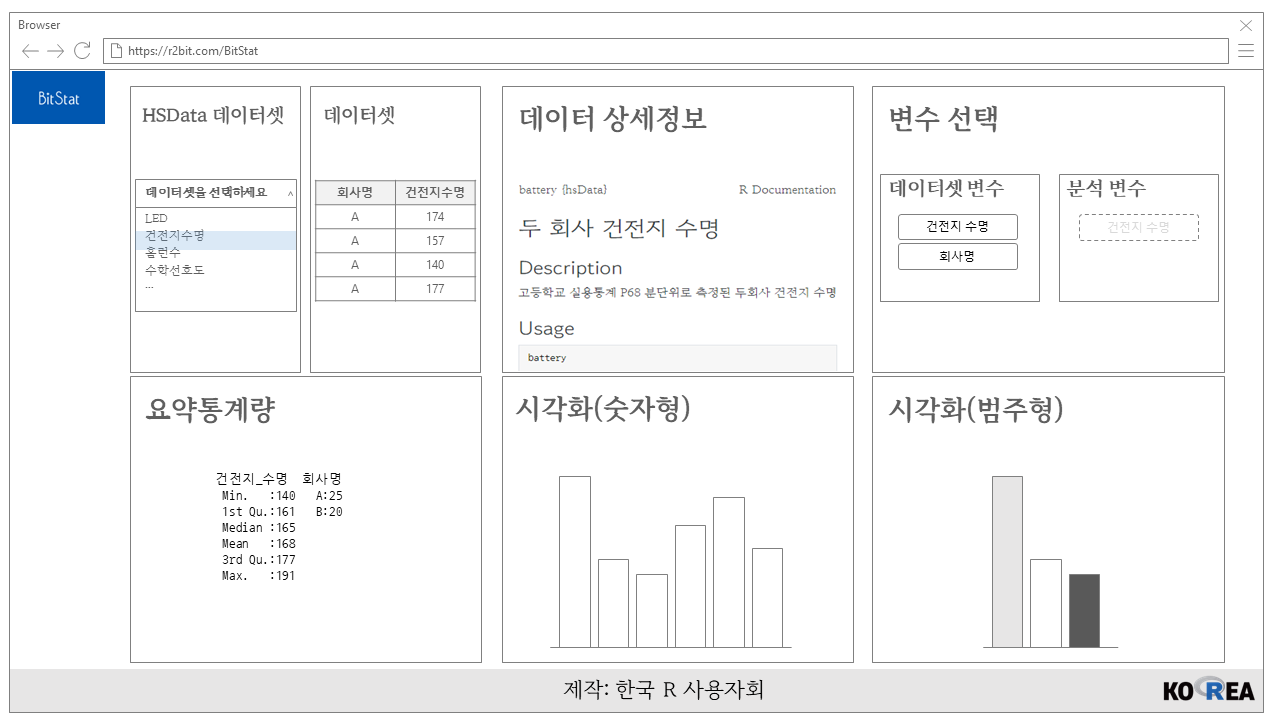 Browser
https://r2bit.com/BitStat
BitStat
HSData 데이터셋
데이터셋을 선택하세요
LED
건전지수명
홈런수
수학선호도
...
데이터셋
회사명 건전지수명
A 174
A 157
A 140
A 177
데이터 상세정보
battery {hsData} R Documentation
두 회사 건전지 수명
Description
고등학교 실용통계 P68 분단위로 측정된 두회사 건전지 수명
Usage
battery
변수 선택
데이터셋 변수
건전지 수명
회사명
분석 변수
건전지 수명
요약통계량
건전지_수명 회사명
Min. :140 A:25
1st Qu.:161 B:20
Median :165
Mean :168
3rd Qu.:177
Max. :191
시각화(숫자형)
시각화(범주형)
제작: 한국 R 사용자회
KOREA